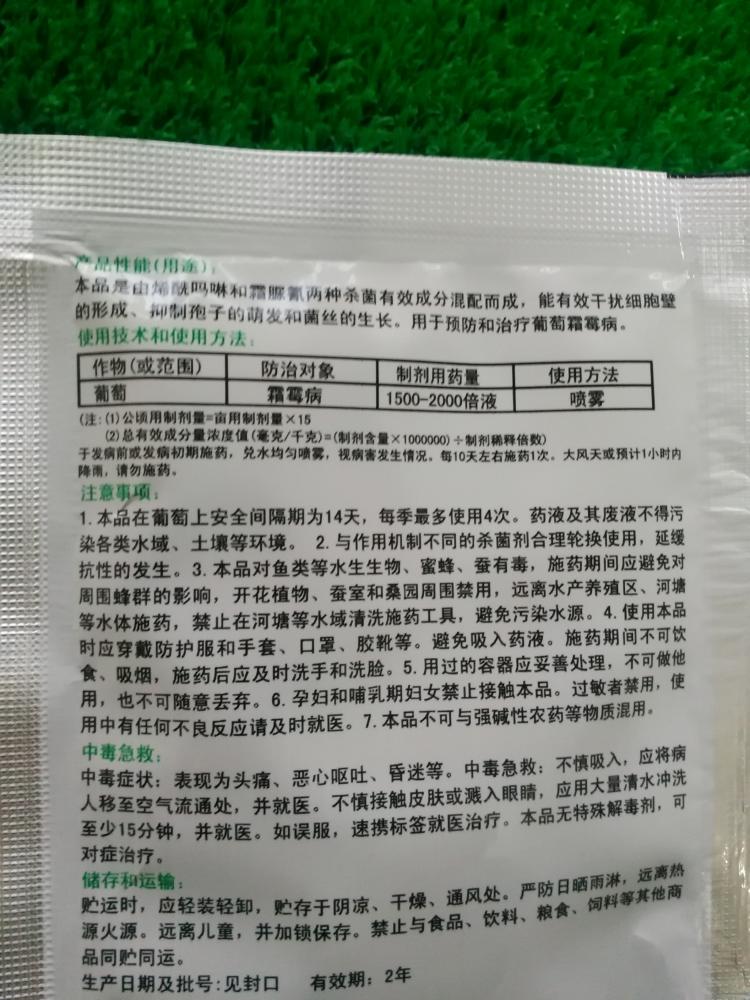 产品性能(用途):
本品是由烯酰吗啉和霜脲氰两种杀菌有效成分混配而成，能有效干扰细胞壁
的形成、抑制孢子的萌发和菌丝的生长。用于预防和治疗葡萄霜霉病。
使用技术和使用方法:
作物(或范围) 防治对象 制剂用药量 使用方法
葡萄 霜霉病 1500-2000倍液 喷雾
(注:(1)公顷用制剂量=亩用制剂量×15
(2)总有效成分量浓度值(毫克/千克)=(制剂含量×1000000)÷制剂稀释倍数)
于发病前或发病初期施药，兑水均匀喷雾，视病害发生情况。每10天左右施药1次。大风天或预计1小时内
降雨，请勿施药。
注意事项:
1.本品在葡萄上安全间隔期为14天，每季最多使用4次。药液及其废液不得污
染各类水域、土壤等环境。 2.与作用机制不同的杀菌剂合理轮换使用，延缓
抗性的发生。3.本品对鱼类等水生生物、蜜蜂、蚕有毒，施药期间应避免对
周围蜂群的影响，开花植物、蚕室和桑园周围禁用，远离水产养殖区、河塘
等水体施药，禁止在河塘等水域清洗施药工具，避免污染水源。4.使用本品
时应穿戴防护服和手套、口罩、胶靴等。避免吸入药液。施药期间不可饮
食、吸烟，施药后应及时洗手和洗脸。5.用过的容器应妥善处理，不可做他
用，也不可随意丢弃。6.孕妇和哺乳期妇女禁止接触本品。过敏者禁用，使
用中有任何不良反应请及时就医。7.本品不可与强碱性农药等物质混用。
中毒急救:
中毒症状: 表现为头痛、恶心呕吐、昏迷等。中毒急救: 不慎吸入，应将病
人移至空气流通处，并就医。不慎接触皮肤或溅入眼睛，应用大量清水冲洗
至少15分钟，并就医。如误服，速携标签就医治疗。本品无特殊解毒剂，可
对症治疗。
储存和运输:
贮运时，应轻装轻卸，贮存于阴凉、干燥、通风处。严防日晒雨淋，远离热
源火源。远离儿童，并加锁保存。禁止与食品、饮料、粮食、饲料等其他商
品同贮同运。
生产日期及批号:见封口 有效期: 2年